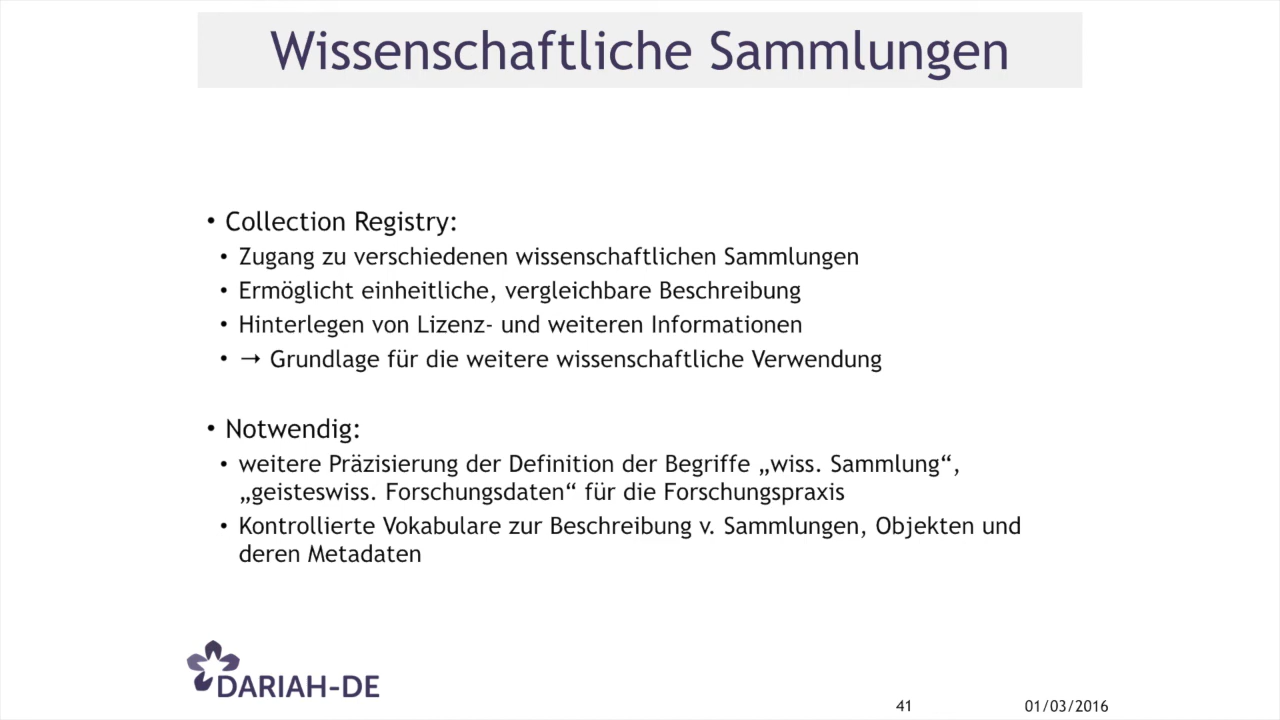 Wissenschaftliche Sammlungen
• Collection Registry:
• Zugang zu verschiedenen wissenschaftlichen Sammlungen
• Ermöglicht einheitliche, vergleichbare Beschreibung
• Hinterlegen von Lizenz- und weiteren Informationen
• → Grundlage für die weitere wissenschaftliche Verwendung
• Notwendig:
• weitere Präzisierung der Definition der Begriffe „wiss. Sammlung“,
„geisteswiss. Forschungsdaten“ für die Forschungspraxis
• Kontrollierte Vokabulare zur Beschreibung v. Sammlungen, Objekten und
deren Metadaten
DARIAH-DE
41
01/03/2016